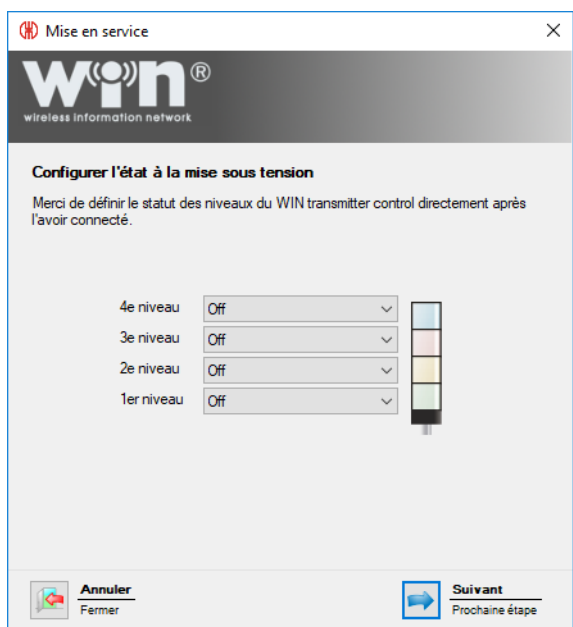 Mise en service
WiN®
wireless information network
Configurer l'état à la mise sous tension
Merci de définir le statut des niveaux du WIN transmitter control directement après
l'avoir connecté.
4e niveau Off
3e niveau Off
2e niveau Off
1er niveau Off
Annuler
Fermer
Suivant
Prochaine étape